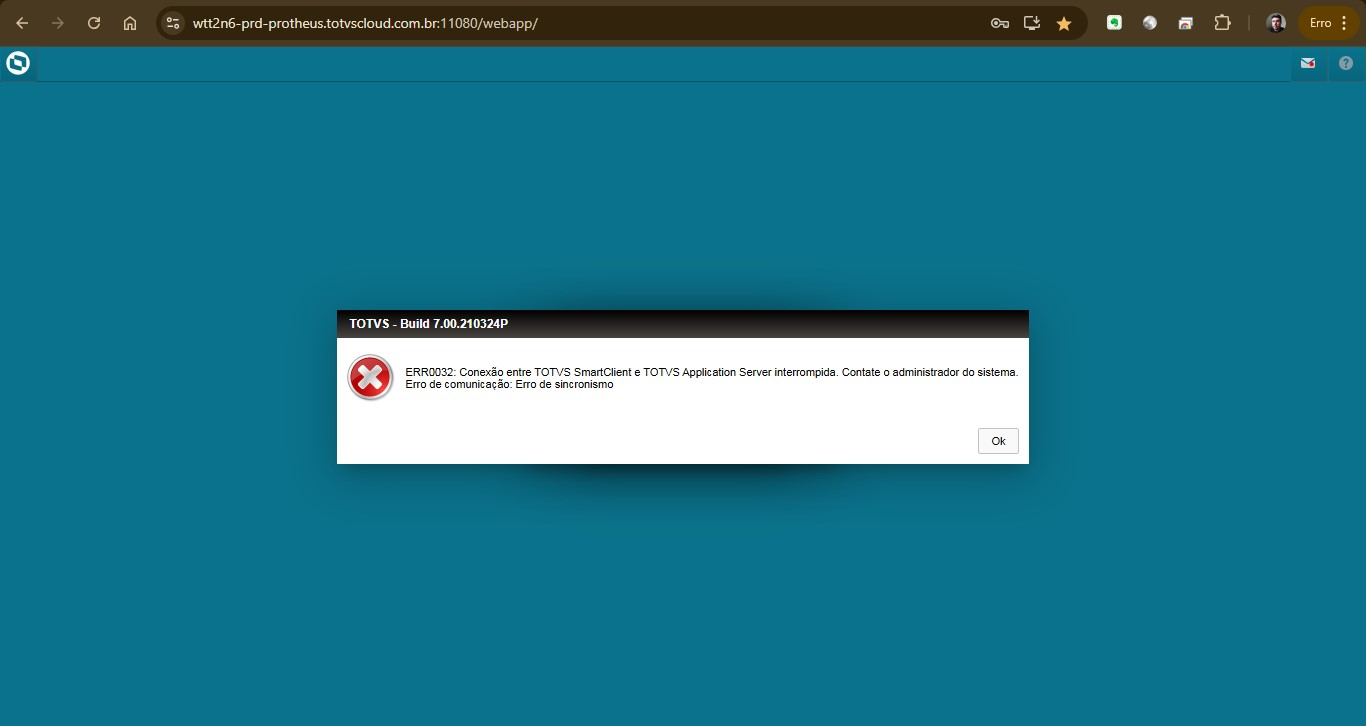 wtt2n6-prd-protheus.totvscloud.com.br:11080/webapp/
Erro
TOTVS - Build 7.00.210324P
ERR0032: Conexão entre TOTVS SmartClient e TOTVS Application Server interrompida. Contate o administrador do sistema.
Erro de comunicação: Erro de sincronismo
Ok